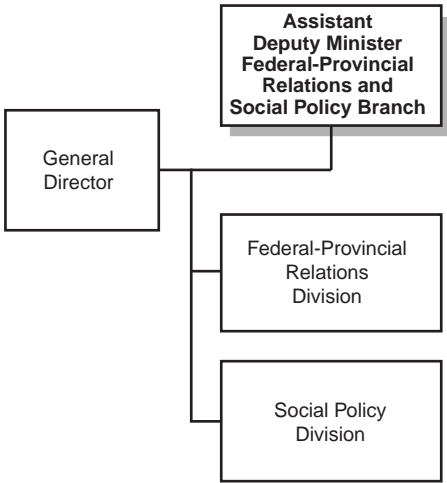 Assistant
Deputy Minister
Federal-Provincial
Relations and
Social Policy Branch
General
Director
Federal-Provincial
Relations
Division
Social Policy
Division